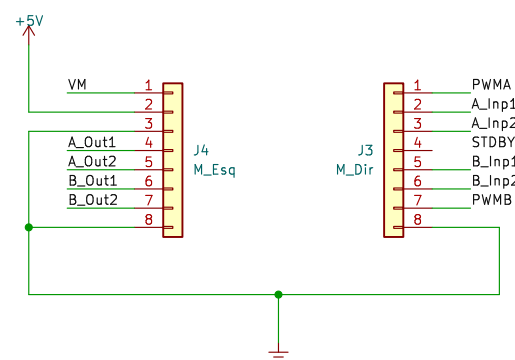 +5V
VM
1
2
3
A_Out1
4
A_Out2
5
B_Out1
6
B_Out2
7
8
J4
M_Esq
J3
M_Dir
1
PWMA
2
A_Inp1
3
A_Inp2
4
STDBY
5
B_Inp1
6
B_Inp2
7
PWMB
8